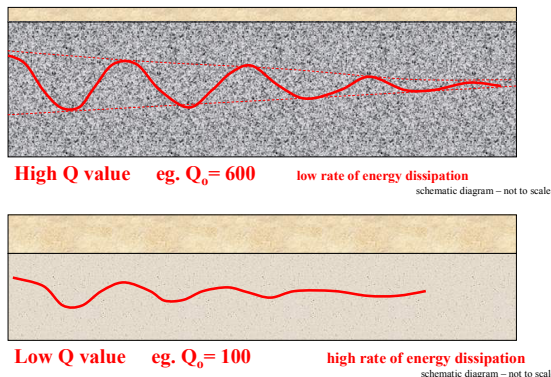 High Q value eg. Qo= 600 low rate of energy dissipation
schematic diagram – not to scale
Low Q value eg. Qo= 100 high rate of energy dissipation
schematic diagram – not to scal